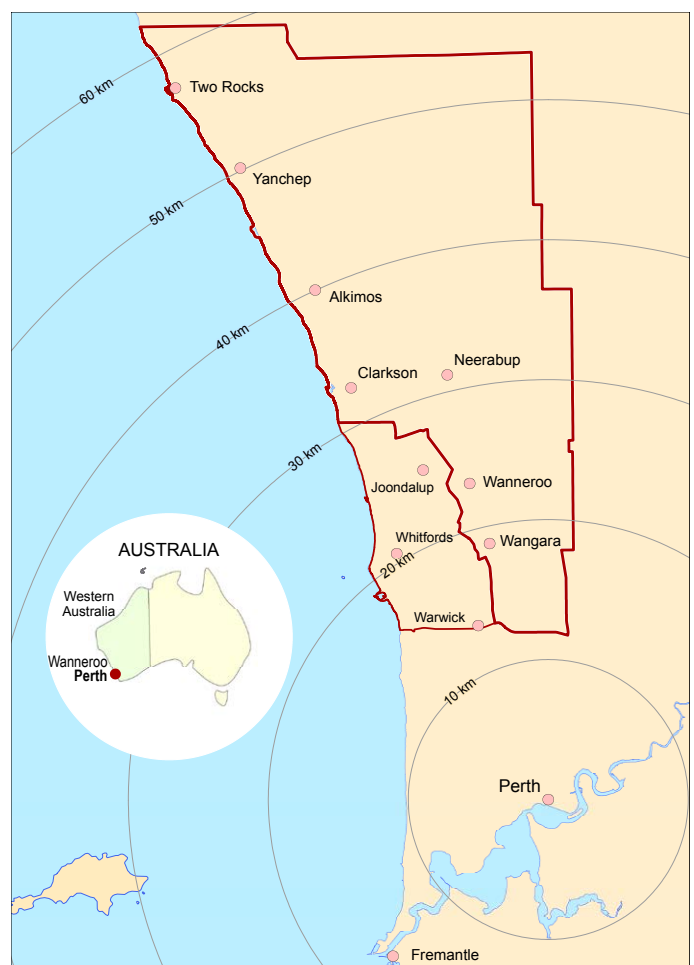 60 km
Two Rocks
Yanchep
50 km
Alkimos
40 km
Neerabup
Clarkson
30 km
Joondalup
Wanneroo
Whitfords
Wangara
20 km
Warwick
AUSTRALIA
Western
Australia
Wanneroo
Perth
10 km
Perth
Fremantle